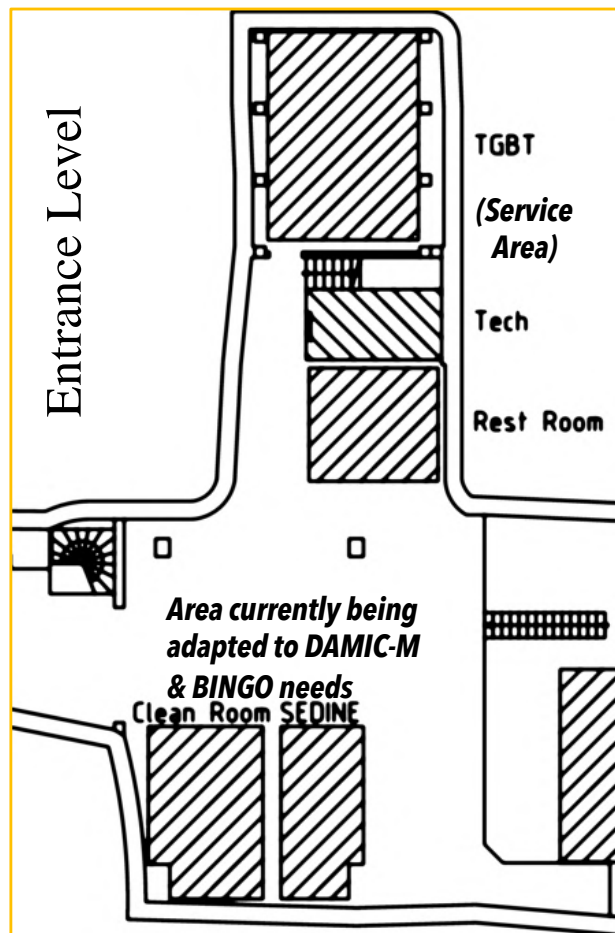 Entrance Level
TGBT
(Service
Area)
Tech
Rest Room
Area currently being
adapted to DAMIC-M
& BINGO needs
Clean Room SEDINE